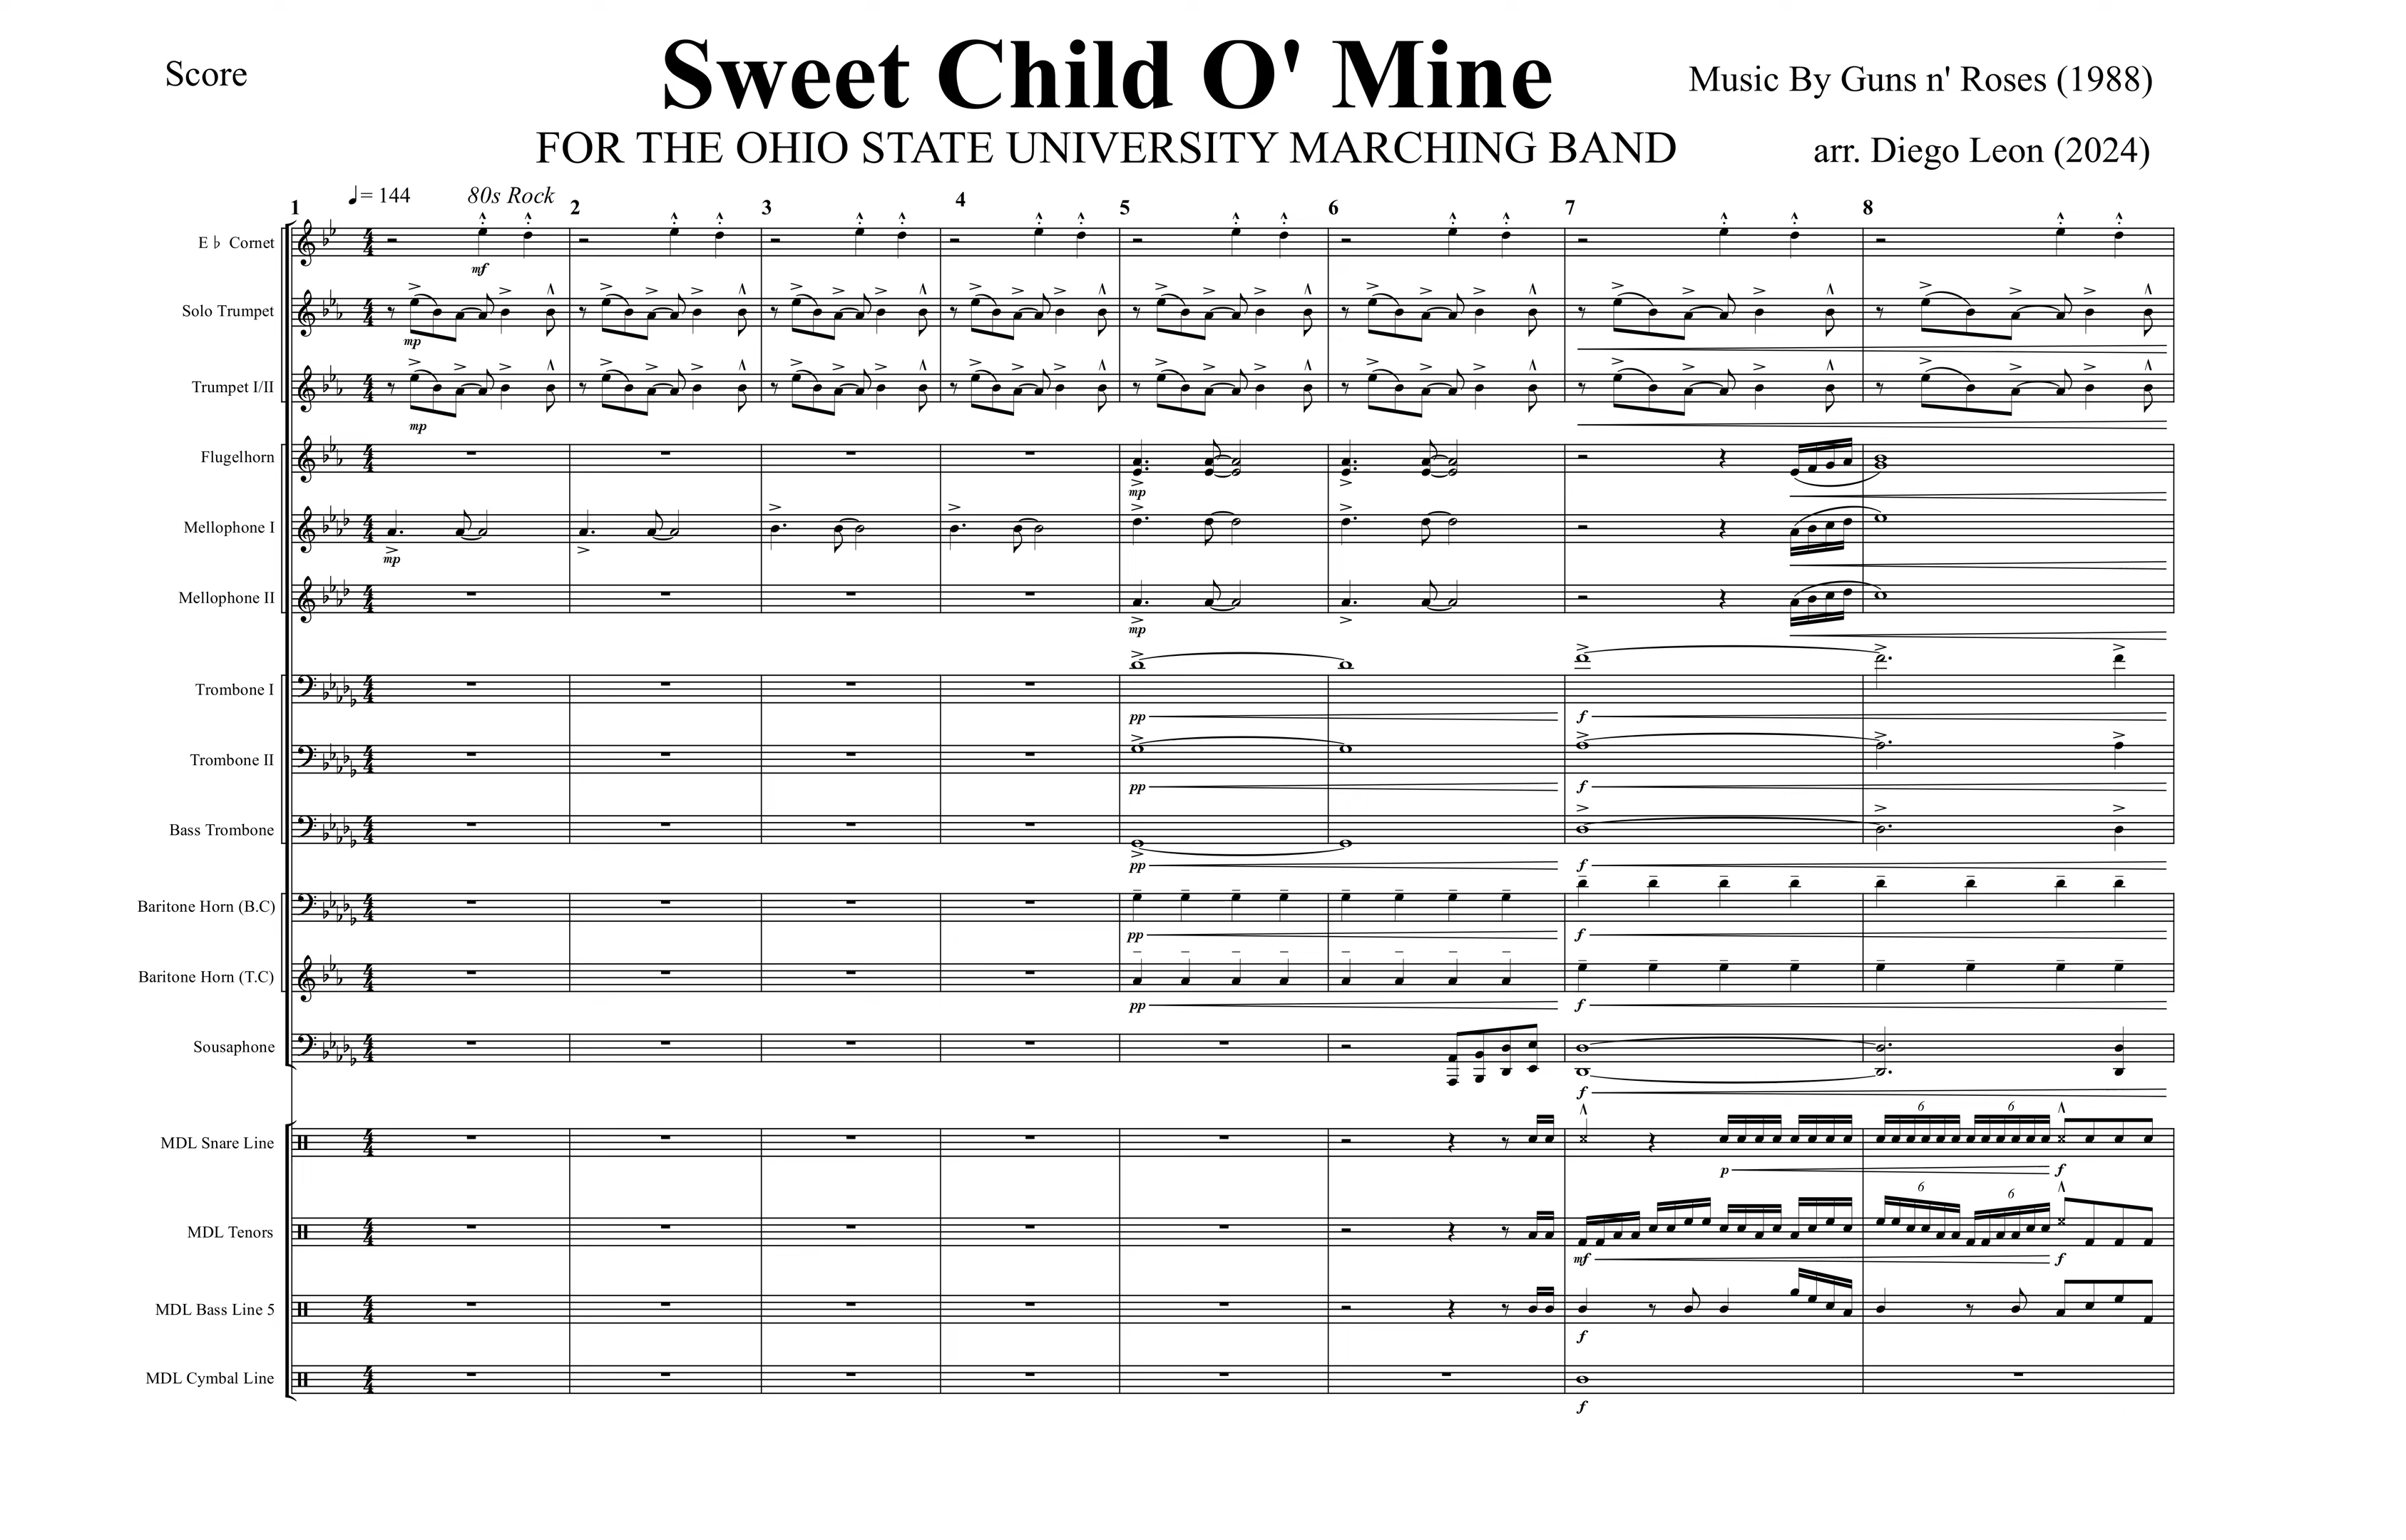 Score
Sweet Child O' Mine
Music By Guns n' Roses (1988)
FOR THE OHIO STATE UNIVERSITY MARCHING BAND
arr. Diego Leon (2024)
♩= 144 80s Rock
1 2 3 4 5 6 7 8
E♭ Cornet
mf
Solo Trumpet
mp
Trumpet I/II
mp
Flugelhorn
mp
Mellophone I
mp
Mellophone II
mp
Trombone I
pp f
Trombone II
pp f
Bass Trombone
pp f
Baritone Horn (B.C)
pp f
Baritone Horn (T.C)
pp f
Sousaphone
f
6 6
MDL Snare Line
p f
6 6
MDL Tenors
mf f
MDL Bass Line 5
f
MDL Cymbal Line
f